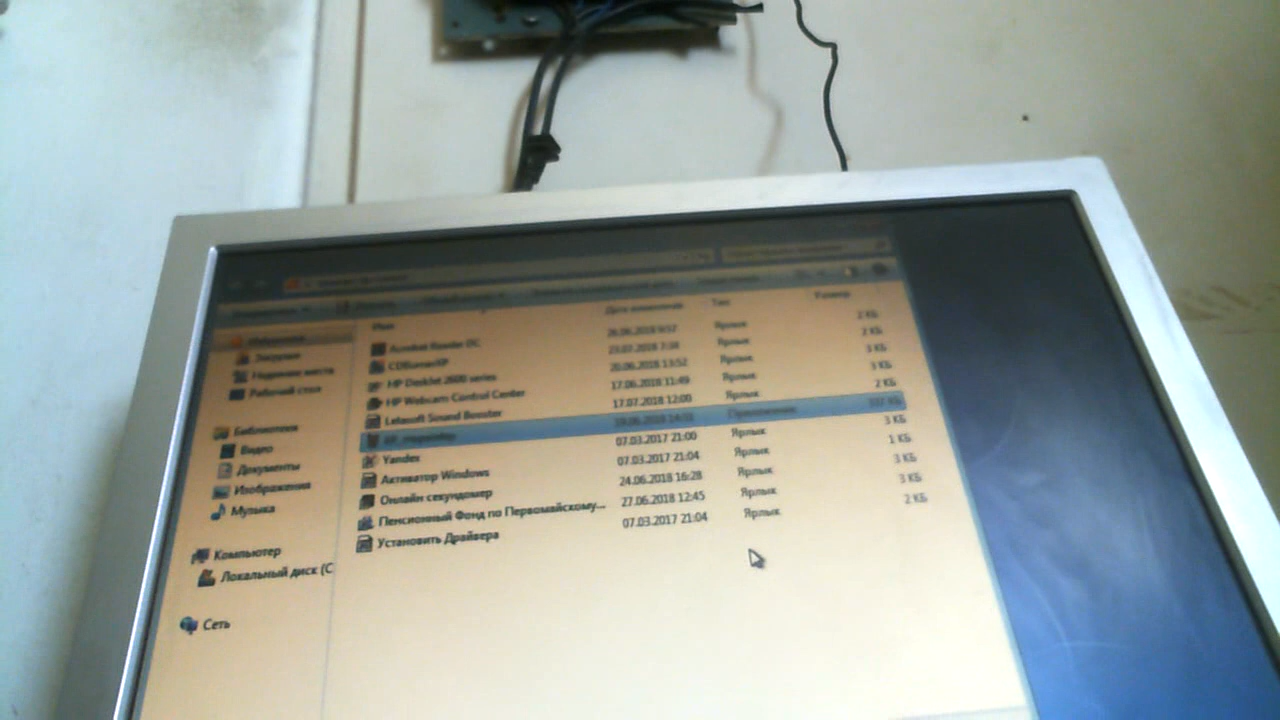 Имя Дата изменения Тип Размер
Acrobat Reader DC 26.06.2018 9:57 Ярлык 2 КБ
CDBurnerXP 23.07.2018 Ярлык 2 КБ
HP DeskJet 2600 series 20.06.2018 13:52 Ярлык 3 КБ
HP Webcam Control Center 17.06.2018 11:49 Ярлык 3 КБ
Letasoft Sound Booster 17.07.2018 12:00 Ярлык 2 КБ
Приложение
Yandex 07.03.2017 21:00 Ярлык 3 КБ
Активатор Windows 07.03.2017 21:04 Ярлык 1 КБ
Онлайн секундомер 24.06.2018 16:28 Ярлык 3 КБ
Пенсионный Фонд по Первомайскому... 27.06.2018 12:45 Ярлык 3 КБ
Установить Драйвера 07.03.2017 21:04 Ярлык 2 КБ
Избранное
Загрузки
Недавние места
Рабочий стол
Библиотеки
Видео
Документы
Изображения
Музыка
Компьютер
Локальный диск (C
Сеть